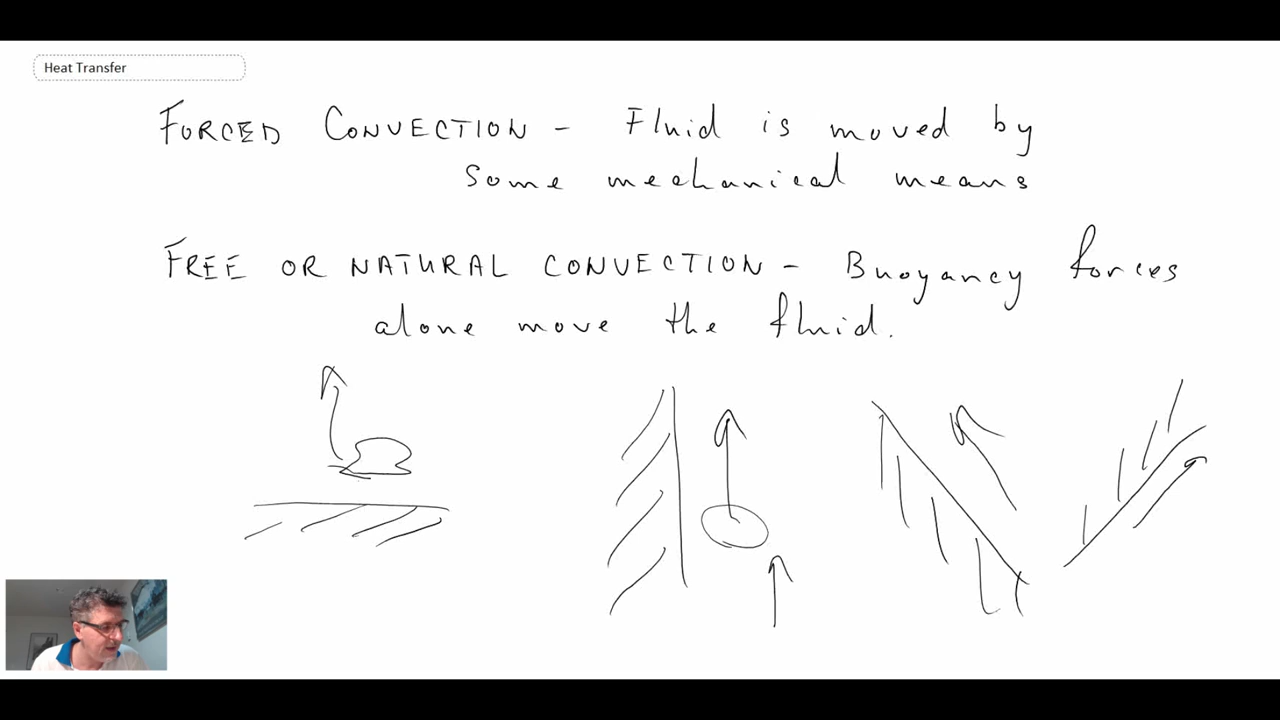 Heat Transfer
FORCED CONVECTION - Fluid is moved by
some mechanical means
FREE OR NATURAL CONVECTION - Buoyancy forces
alone move the fluid.